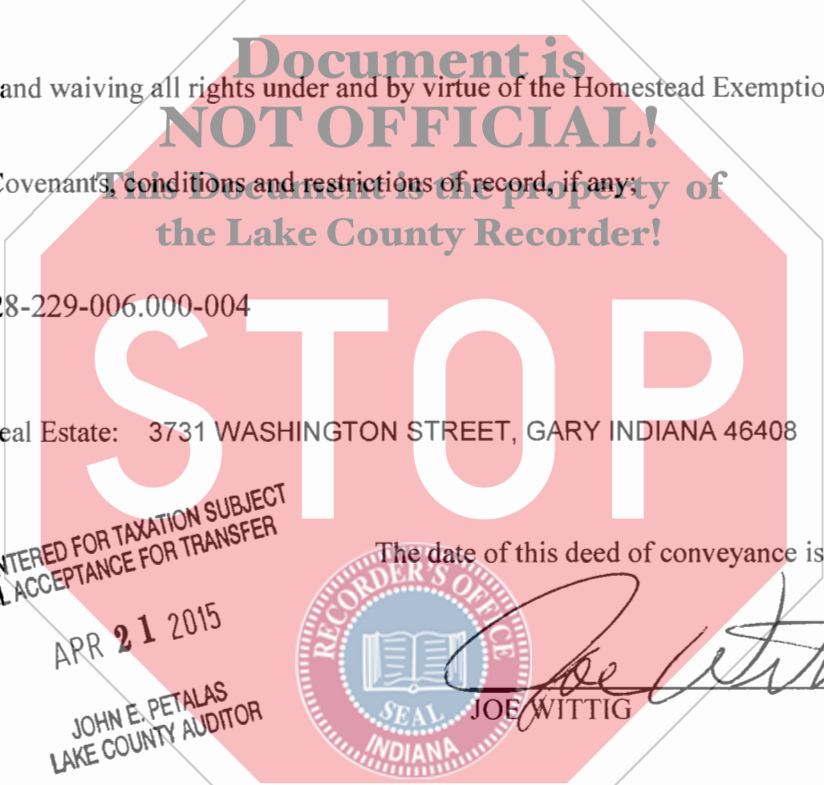 Document is
and waiving all rights under and by virtue of the Homestead Exemptio
NOT OFFICIAL!
Covenants, conditions and restrictions of record, if any;
This Document is the property of
the Lake County Recorder!
28-229-006.000-004
STOP
eal Estate: 3731 WASHINGTON STREET, GARY INDIANA 46408
NTERED FOR TAXATION SUBJECT
L ACCEPTANCE FOR TRANSFER
The date of this deed of conveyance is
APR 21 2015
JOHN E. PETALAS
LAKE COUNTY AUDITOR
RECORDER'S OFFICE
SEAL
INDIANA
Joe Witt
JOE WITTIG